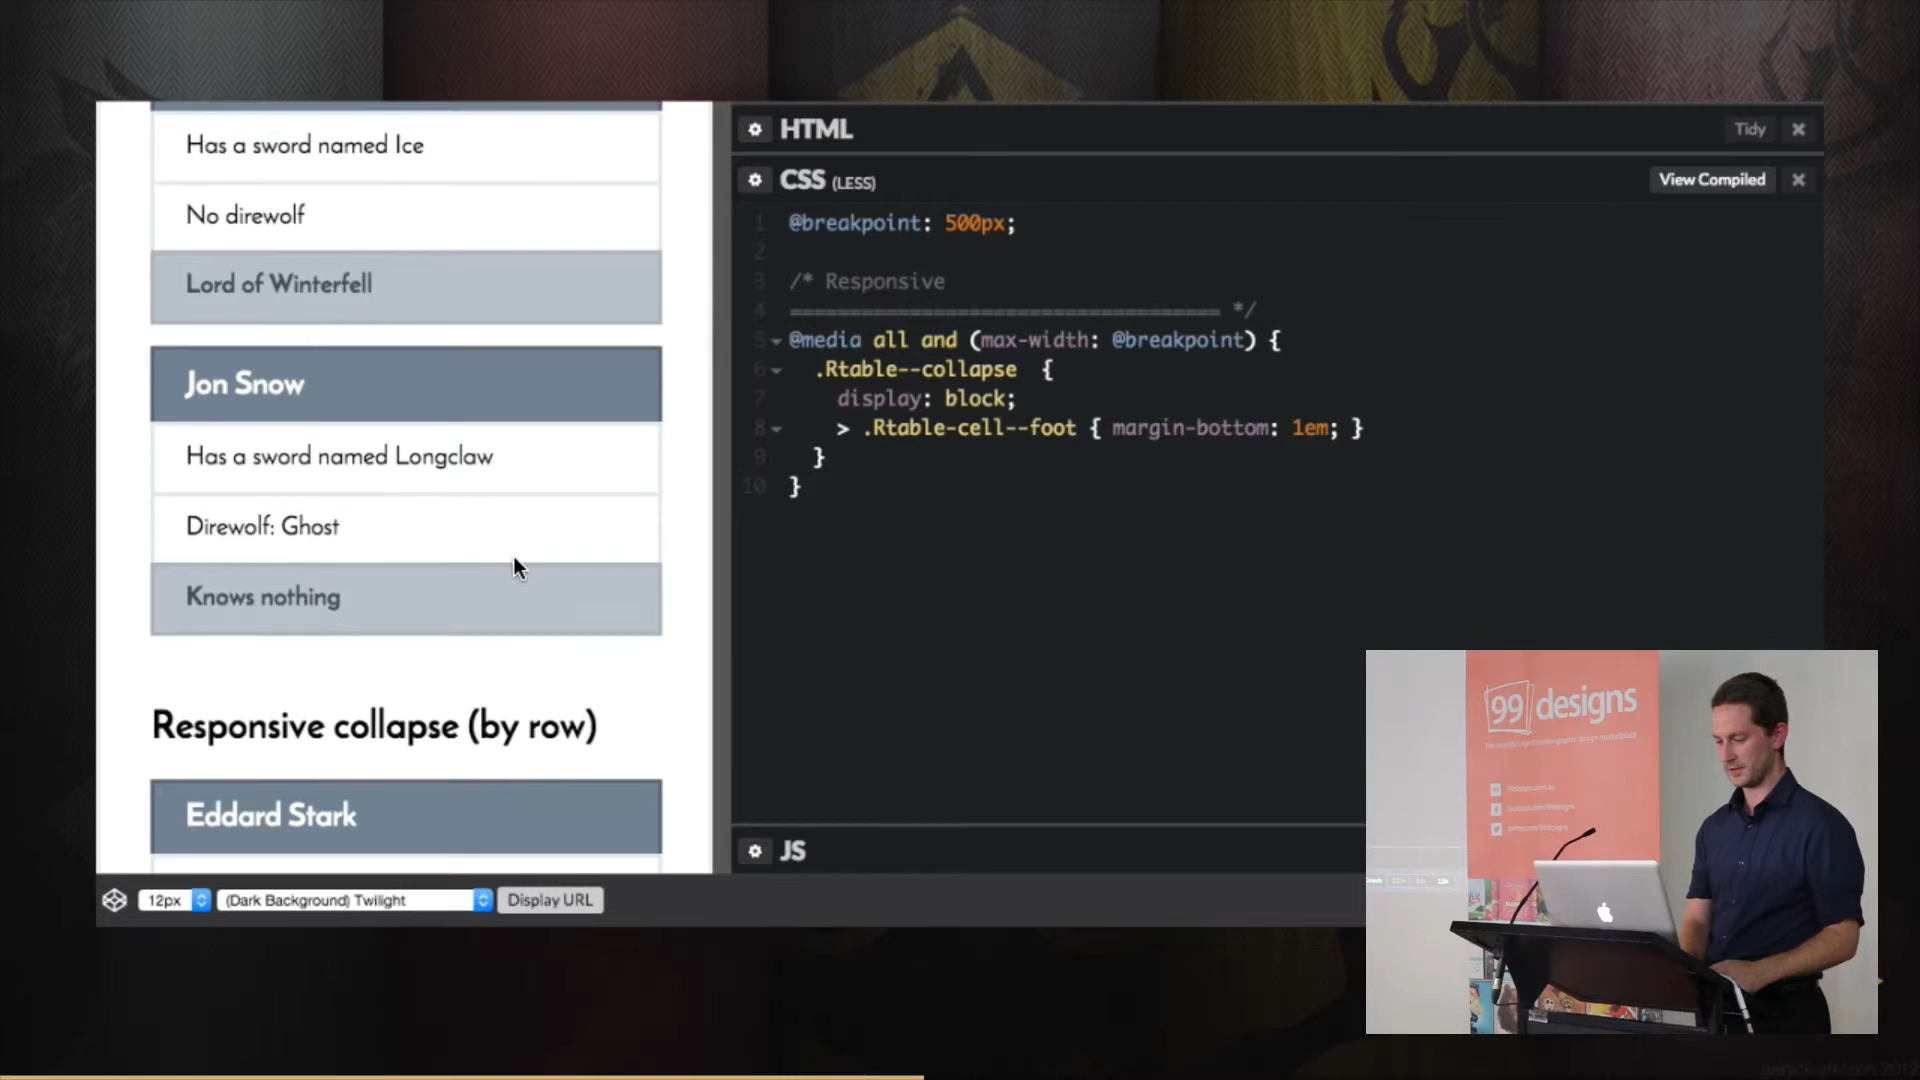 Has a sword named Ice
No direwolf
Lord of Winterfell
Jon Snow
Has a sword named Longclaw
Direwolf: Ghost
Knows nothing
Responsive collapse (by row)
Eddard Stark
HTML
Tidy
CSS (LESS)
View Compiled
1 @breakpoint: 500px;
2
3 /* Responsive
4 ==================================== */
5 @media all and (max-width: @breakpoint) {
6 .Rtable--collapse {
7 display: block;
8 > .Rtable-cell--foot { margin-bottom: 1em; }
9 }
10 }
JS
12px
(Dark Background) Twilight
Display URL
99designs